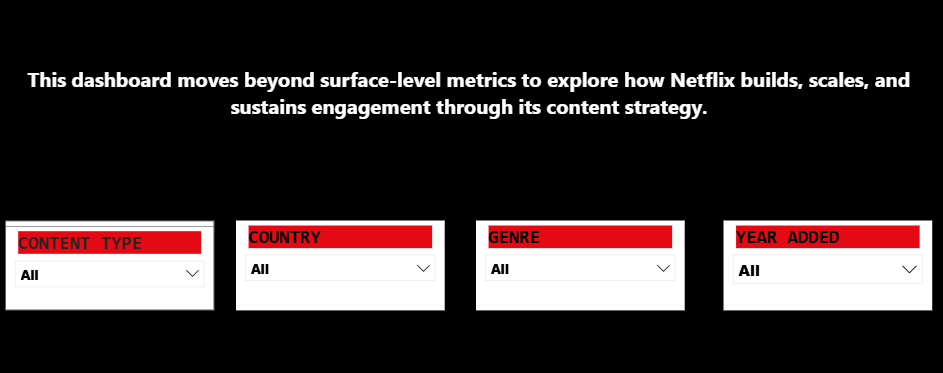 This dashboard moves beyond surface-level metrics to explore how Netflix builds, scales, and
sustains engagement through its content strategy.
CONTENT TYPE
All
COUNTRY
All
GENRE
All
YEAR ADDED
All